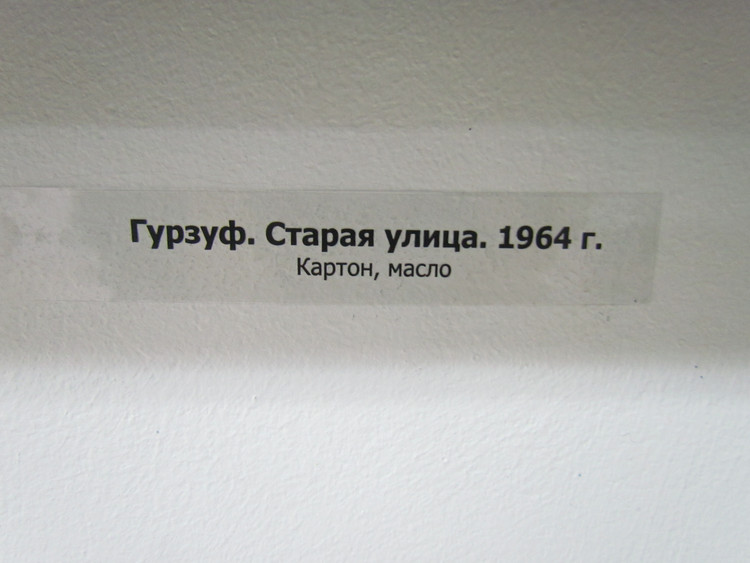 Гурзуф. Старая улица. 1964 г.
Картон, масло